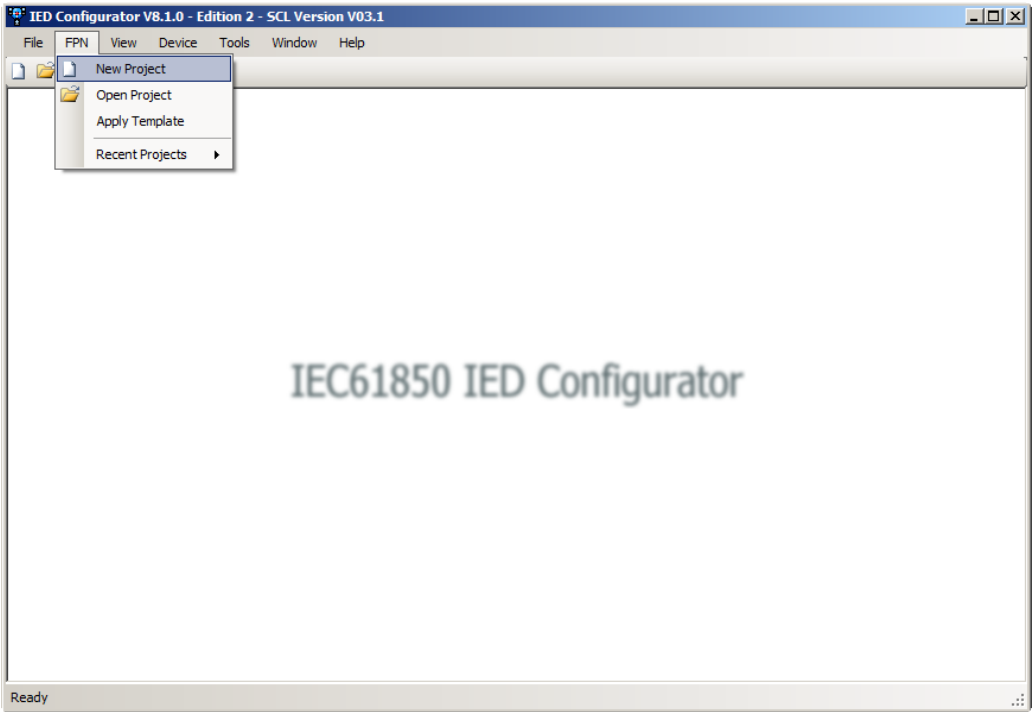 IED Configurator V8.1.0 - Edition 2 - SCL Version V03.1
File FPN View Device Tools Window Help
New Project
Open Project
Apply Template
Recent Projects
IEC61850 IED Configurator
Ready